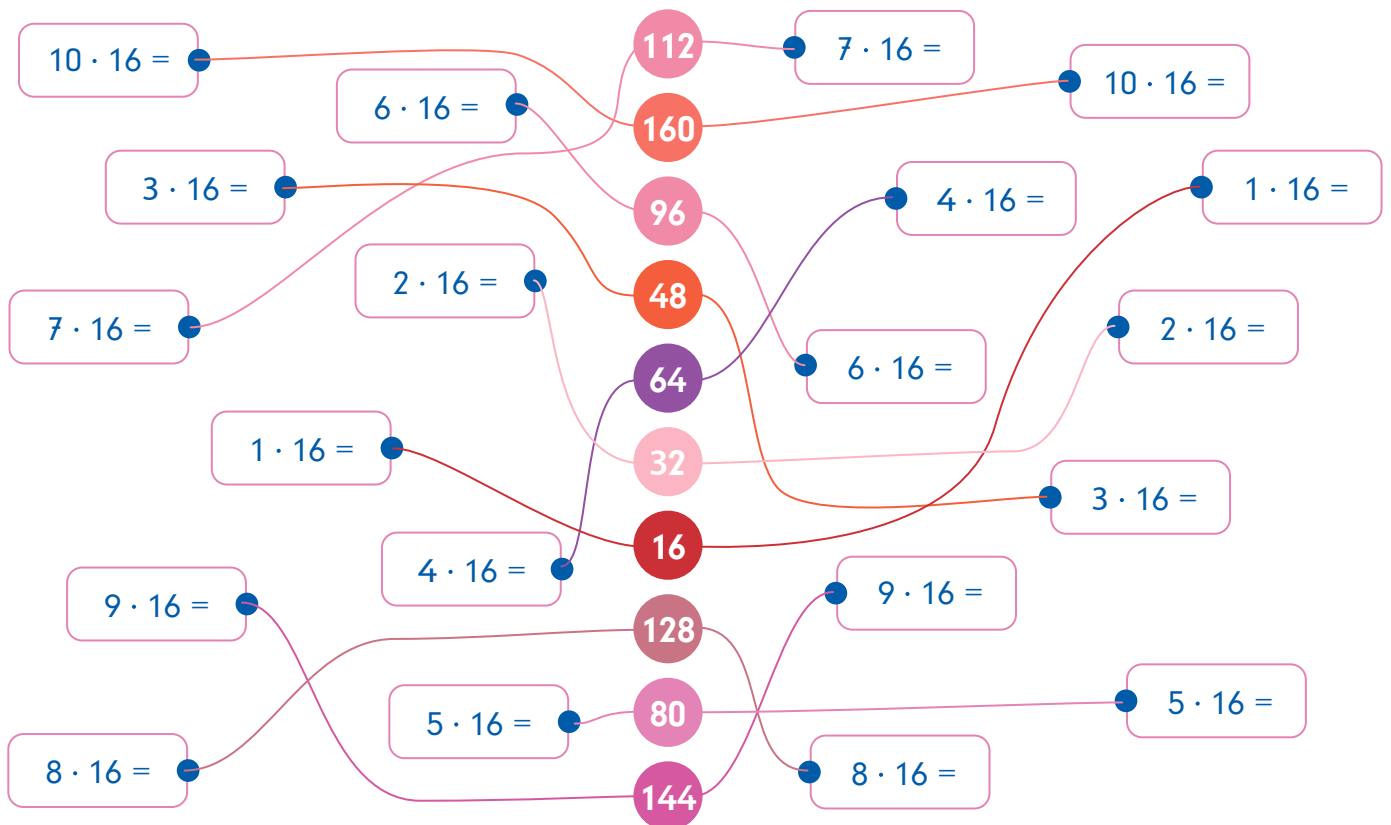 112
7 · 16 =
10 · 16 =
10 · 16 =
6 · 16 =
160
3 · 16 =
96
4 · 16 =
1 · 16 =
2 · 16 =
48
7 · 16 =
2 · 16 =
64
6 · 16 =
1 · 16 =
32
3 · 16 =
16
4 · 16 =
9 · 16 =
9 · 16 =
128
5 · 16 =
80
5 · 16 =
8 · 16 =
8 · 16 =
144